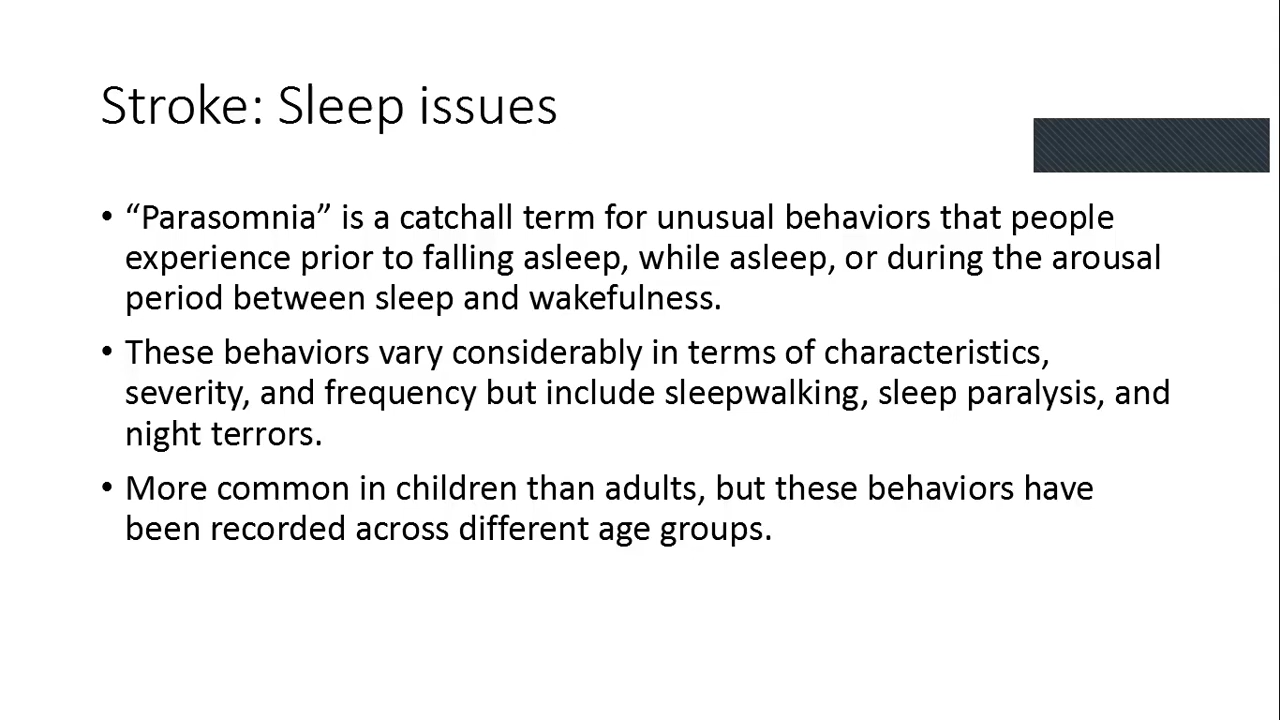 Stroke: Sleep issues
• “Parasomnia” is a catchall term for unusual behaviors that people
experience prior to falling asleep, while asleep, or during the arousal
period between sleep and wakefulness.
• These behaviors vary considerably in terms of characteristics,
severity, and frequency but include sleepwalking, sleep paralysis, and
night terrors.
• More common in children than adults, but these behaviors have
been recorded across different age groups.